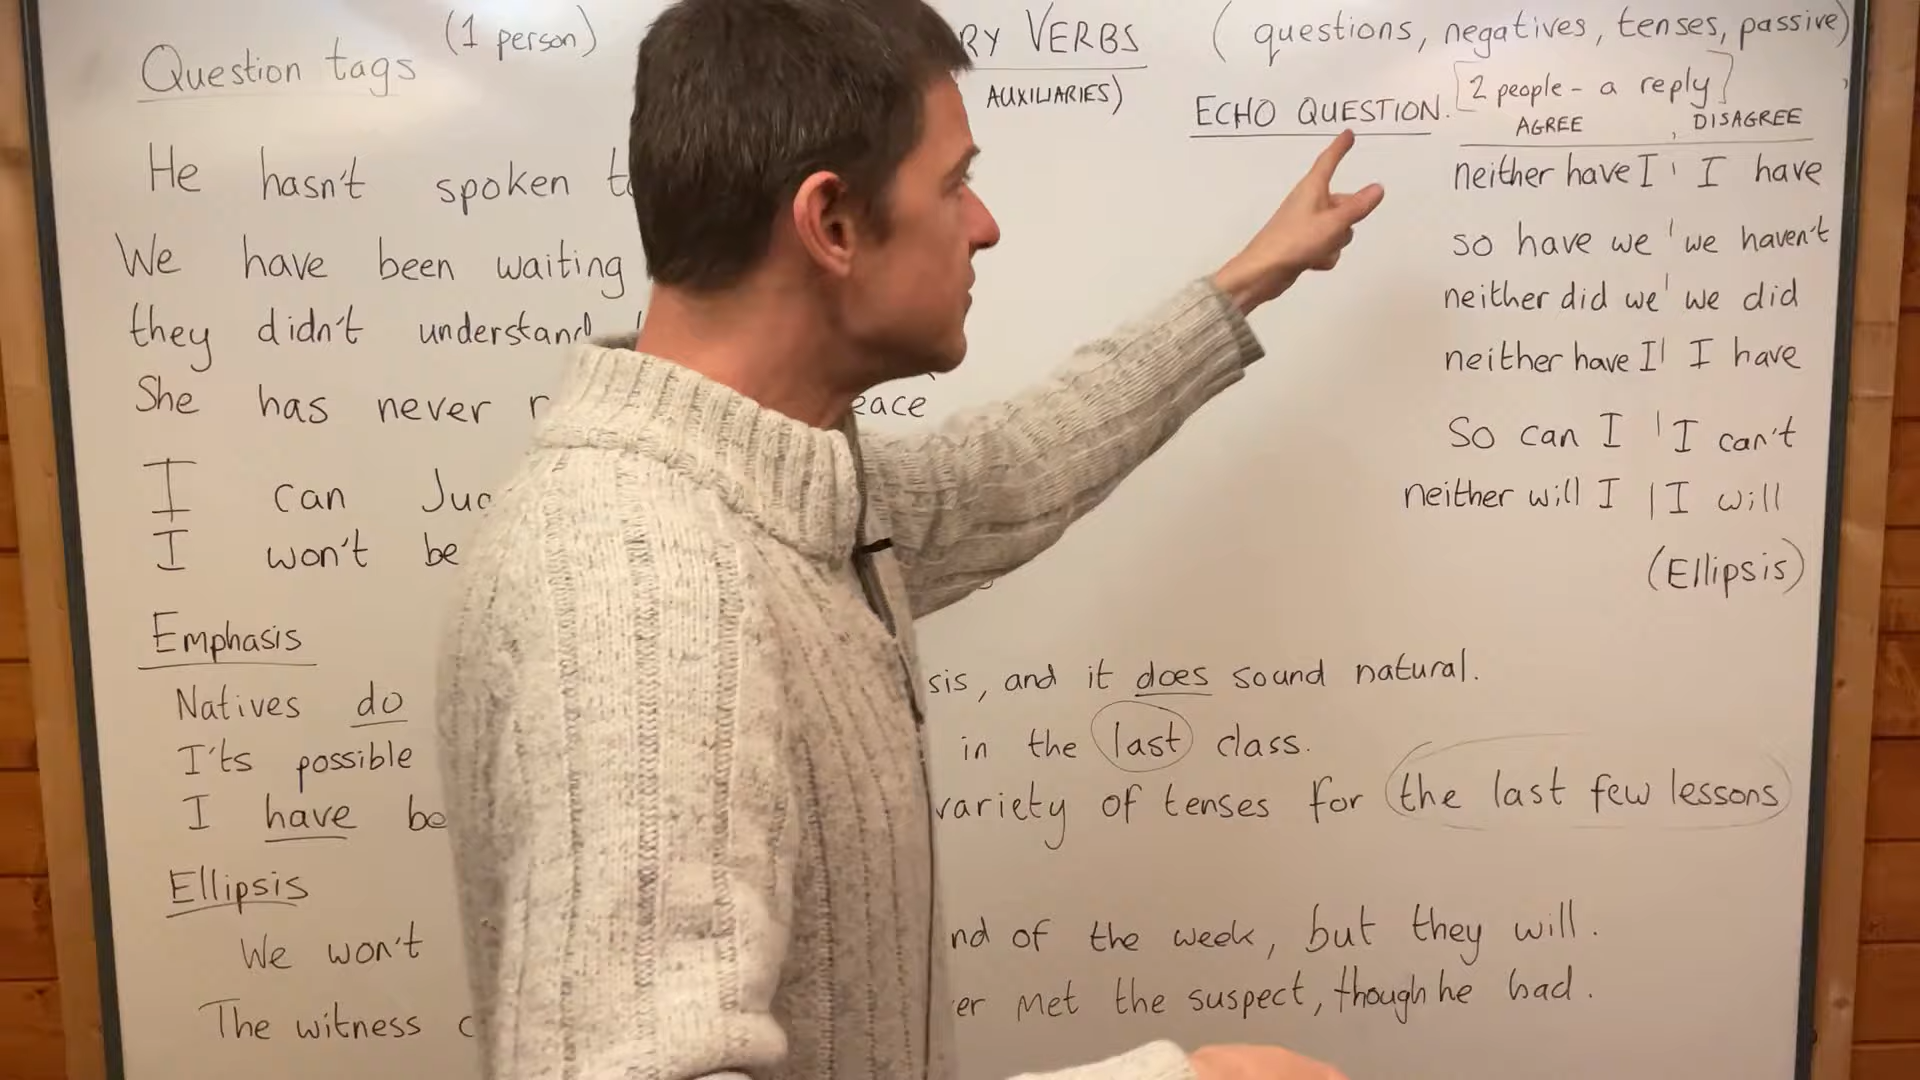 Question tags (1 person)
RY VERBS
AUXILIARIES)
(questions, negatives, tenses, passive)
ECHO QUESTION. [2 people - a reply]
AGREE, DISAGREE
He hasn't spoken
neither have I ' I have
We have been waiting
so have we ' we haven't
they didn't understand
neither did we ' we did
She has never
eace
neither have I ' I have
I can
So can I ' I can't
I won't be
neither will I | I will
(Ellipsis)
Emphasis
Natives do
sis, and it does sound natural.
I'ts possible
in the last class.
I have be
variety of tenses for the last few lessons
Ellipsis
We won't
nd of the week, but they will.
The witness c
er met the suspect, though he had.